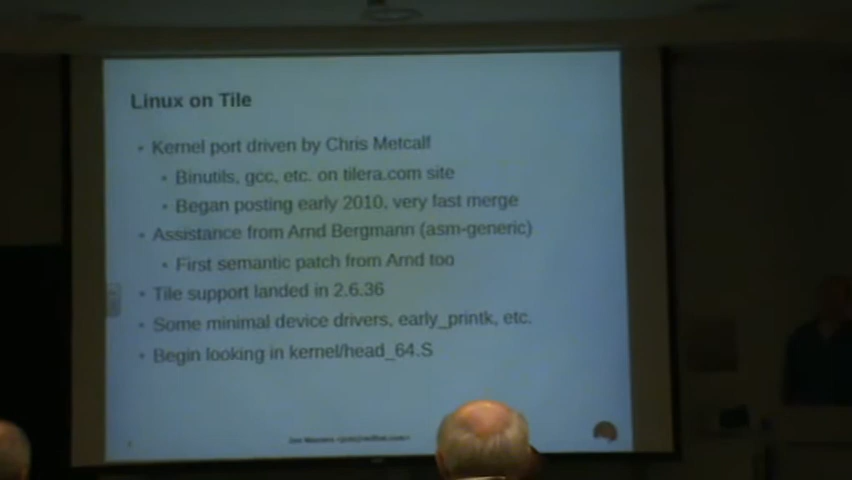 Linux on Tile
• Kernel port driven by Chris Metcalf
• Binutils, gcc, etc. on tilera.com site
• Began posting early 2010, very fast merge
• Assistance from Arnd Bergmann (asm-generic)
• First semantic patch from Arnd too
• Tile support landed in 2.6.36
• Some minimal device drivers, early_printk, etc.
• Begin looking in kernel/head_64.S